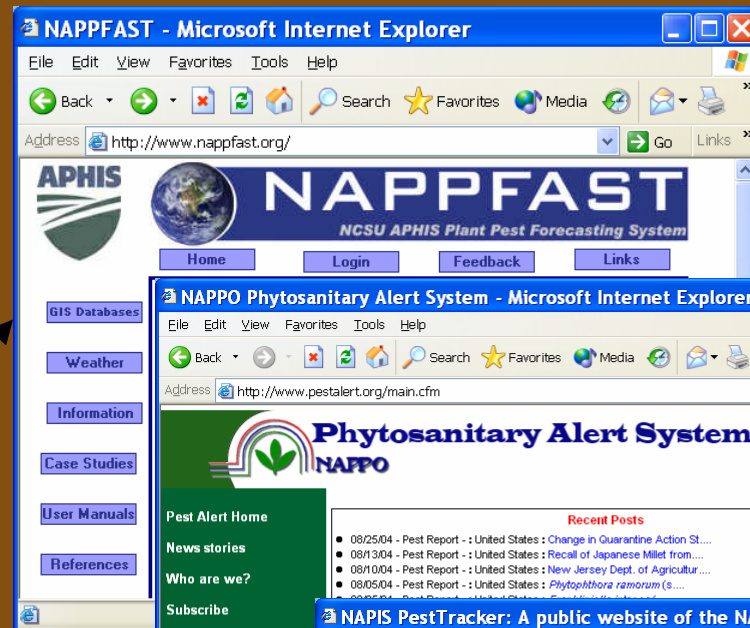 NAPPFAST - Microsoft Internet Explorer
File Edit View Favorites Tools Help
Back Search Favorites Media
Address http://www.nappfast.org/ Go Links
APHIS
NAPPFAST
NCSU APHIS Plant Pest Forecasting System
Home Login Feedback Links
GIS Databases
Weather
Information
Case Studies
User Manuals
References
NAPPO Phytosanitary Alert System - Microsoft Internet Explorer
File Edit View Favorites Tools Help
Back Search Favorites Media
Address http://www.pestalert.org/main.cfm
Phytosanitary Alert System
NAPPO
Pest Alert Home
News stories
Who are we?
Subscribe
Recent Posts
08/25/04 - Pest Report - : United States : Change in Quarantine Action St....
08/13/04 - Pest Report - : United States : Recall of Japanese Millet from....
08/10/04 - Pest Report - : United States : New Jersey Dept. of Agricultur....
08/05/04 - Pest Report - : United States : Phytophthora ramorum (s....
NAPIS PestTracker: A public website of the NA